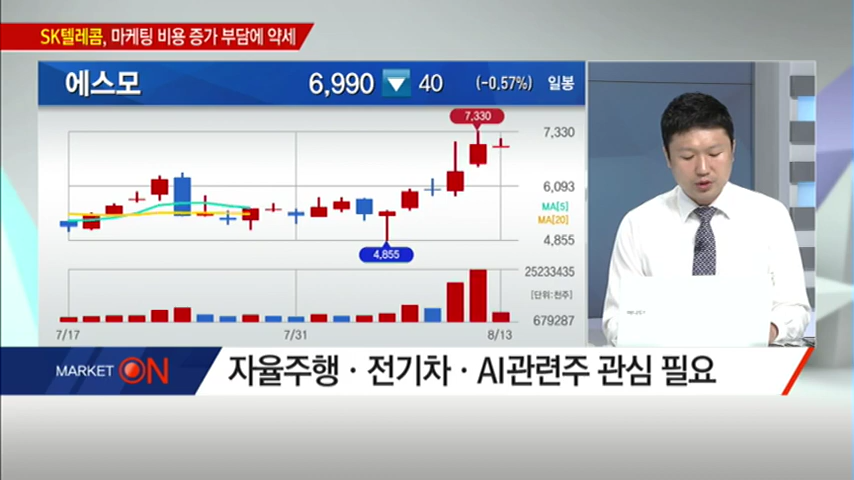 SK텔레콤, 마케팅 비용 증가 부담에 약세
에스모 6,990 ▼ 40 (-0.57%) 일봉
7,330
7,330
6,093
MA[5]
MA[20]
4,855
4,855
25233435
[단위:천주]
679287
7/17 7/31 8/13
MARKET ON 자율주행 · 전기차 · AI관련주 관심 필요